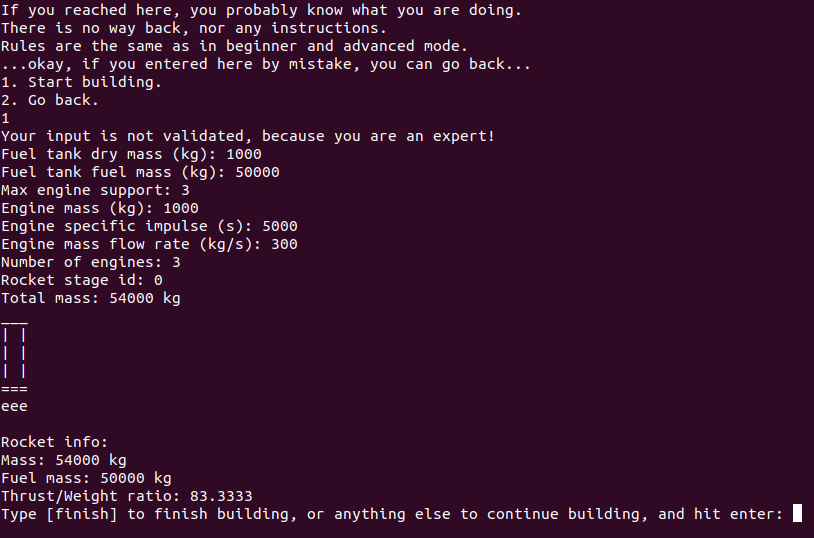 If you reached here, you probably know what you are doing.
There is no way back, nor any instructions.
Rules are the same as in beginner and advanced mode.
...okay, if you entered here by mistake, you can go back...
1. Start building.
2. Go back.
1
Your input is not validated, because you are an expert!
Fuel tank dry mass (kg): 1000
Fuel tank fuel mass (kg): 50000
Max engine support: 3
Engine mass (kg): 1000
Engine specific impulse (s): 5000
Engine mass flow rate (kg/s): 300
Number of engines: 3
Rocket stage id: 0
Total mass: 54000 kg
___
| |
| |
| |
===
eee

Rocket info:
Mass: 54000 kg
Fuel mass: 50000 kg
Thrust/Weight ratio: 83.3333
Type [finish] to finish building, or anything else to continue building, and hit enter: